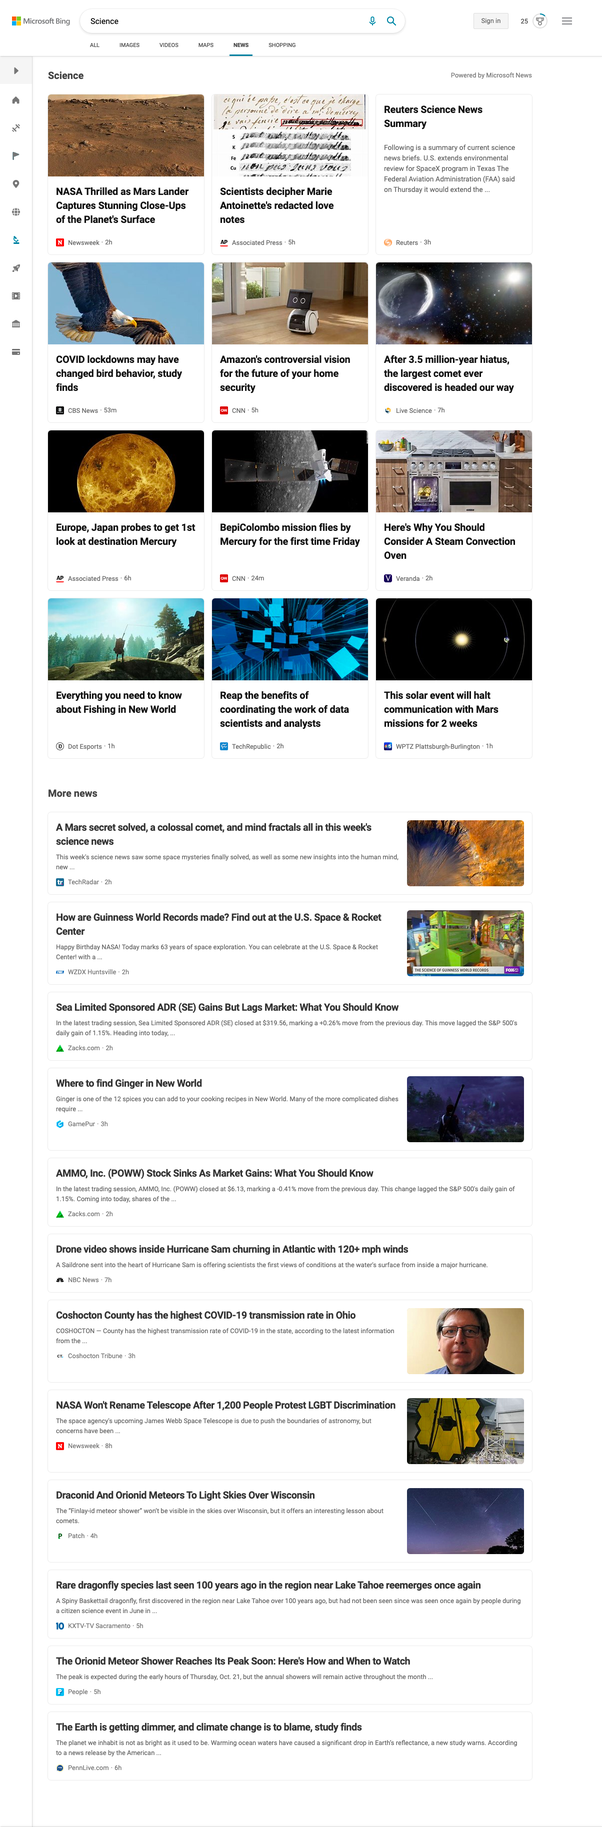 Microsoft Bing
Science
Sign in
25
ALL
IMAGES
VIDEOS
MAPS
NEWS
SHOPPING
Science
Powered by Microsoft News
NASA Thrilled as Mars Lander
Captures Stunning Close-Ups
of the Planet's Surface
Newsweek · 2h
Scientists decipher Marie
Antoinette's redacted love
notes
AP Associated Press · 5h
Reuters Science News
Summary
Following is a summary of current science
news briefs. U.S. extends environmental
review for SpaceX program in Texas The
Federal Aviation Administration (FAA) said
on Thursday it would extend the ...
Reuters · 3h
COVID lockdowns may have
changed bird behavior, study
finds
CBS News · 53m
Amazon's controversial vision
for the future of your home
security
CNN · 5h
After 3.5 million-year hiatus,
the largest comet ever
discovered is headed our way
Live Science · 7h
Europe, Japan probes to get 1st
look at destination Mercury
AP Associated Press · 6h
BepiColombo mission flies by
Mercury for the first time Friday
CNN · 24m
Here's Why You Should
Consider A Steam Convection
Oven
V Veranda · 2h
Everything you need to know
about Fishing in New World
Dot Esports · 1h
Reap the benefits of
coordinating the work of data
scientists and analysts
TechRepublic · 2h
This solar event will halt
communication with Mars
missions for 2 weeks
WPTZ Plattsburgh-Burlington · 1h
More news
A Mars secret solved, a colossal comet, and mind fractals all in this week's
science news
This week's science news saw some space mysteries finally solved, as well as some new insights into the human mind,
new ...
tr TechRadar · 2h
How are Guinness World Records made? Find out at the U.S. Space & Rocket
Center
Happy Birthday NASA! Today marks 63 years of space exploration. You can celebrate at the U.S. Space & Rocket
Center! with a ...
WZDX Huntsville · 2h
THE SCIENCE OF GUINNESS WORLD RECORDS
Sea Limited Sponsored ADR (SE) Gains But Lags Market: What You Should Know
In the latest trading session, Sea Limited Sponsored ADR (SE) closed at $319.56, marking a +0.26% move from the previous day. This move lagged the S&P 500's
daily gain of 1.15%. Heading into today, ...
Zacks.com · 2h
Where to find Ginger in New World
Ginger is one of the 12 spices you can add to your cooking recipes in New World. Many of the more complicated dishes
require ...
GamePur · 3h
AMMO, Inc. (POWW) Stock Sinks As Market Gains: What You Should Know
In the latest trading session, AMMO, Inc. (POWW) closed at $6.13, marking a -0.41% move from the previous day. This change lagged the S&P 500's daily gain of
1.15%. Coming into today, shares of the ...
Zacks.com · 2h
Drone video shows inside Hurricane Sam churning in Atlantic with 120+ mph winds
A Saildrone sent into the heart of Hurricane Sam is offering scientists the first views of conditions at the water's surface from inside a major hurricane.
NBC News · 7h
Coshocton County has the highest COVID-19 transmission rate in Ohio
COSHOCTON — County has the highest transmission rate of COVID-19 in the state, according to the latest information
from the ...
Coshocton Tribune · 3h
NASA Won't Rename Telescope After 1,200 People Protest LGBT Discrimination
The space agency's upcoming James Webb Space Telescope is due to push the boundaries of astronomy, but
concerns have been ...
Newsweek · 8h
Draconid And Orionid Meteors To Light Skies Over Wisconsin
The "Finlay-id meteor shower" won't be visible in the skies over Wisconsin, but it offers an interesting lesson about
comets.
P Patch · 4h
Rare dragonfly species last seen 100 years ago in the region near Lake Tahoe reemerges once again
A Spiny Baskettail dragonfly, first discovered in the region near Lake Tahoe over 100 years ago, but had not been seen since was seen once again by people during
a citizen science event in June in ...
10 KXTV-TV Sacramento · 5h
The Orionid Meteor Shower Reaches Its Peak Soon: Here's How and When to Watch
The peak is expected during the early hours of Thursday, Oct. 21, but the annual showers will remain active throughout the month ...
P People · 5h
The Earth is getting dimmer, and climate change is to blame, study finds
The planet we inhabit is not as bright as it used to be. Warming ocean waters have caused a significant drop in Earth's reflectance, a new study warns. According
to a news release by the American ...
PennLive.com · 6h